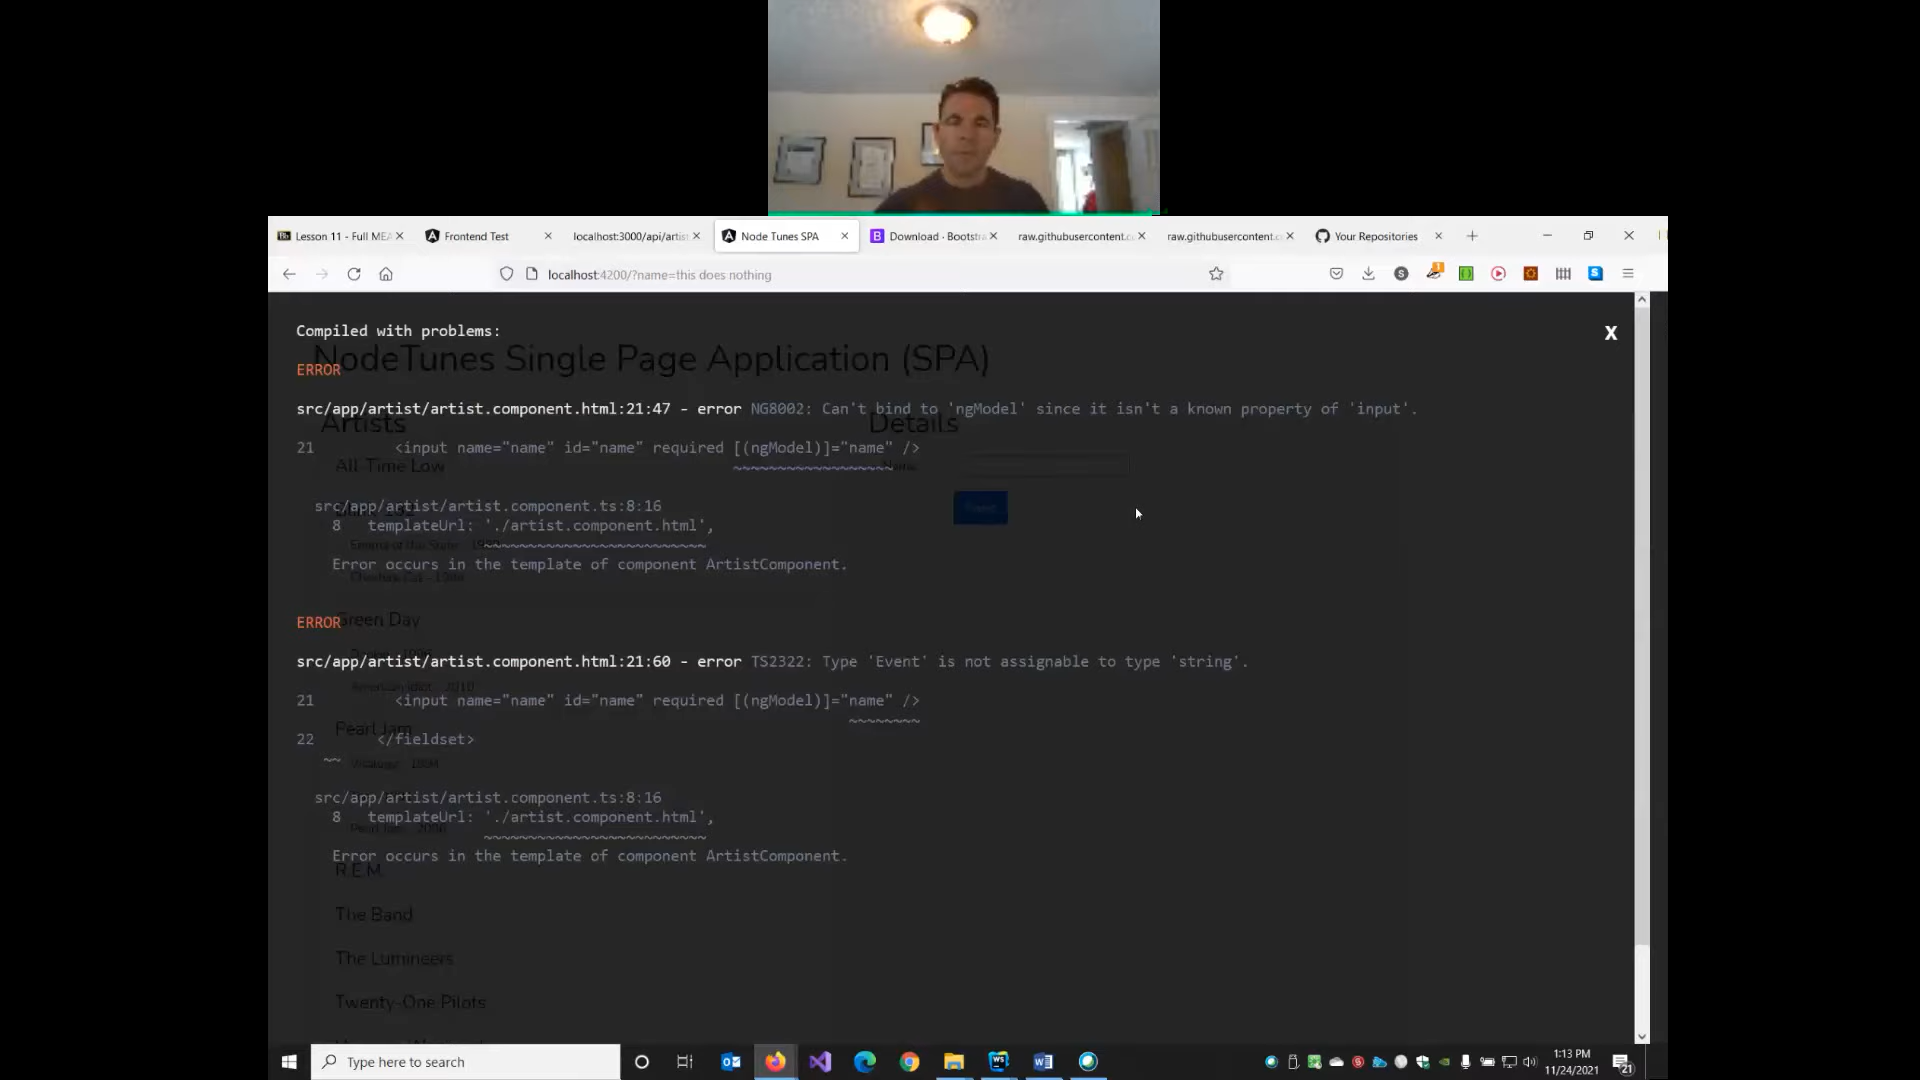 Lesson 11 - Full MEA
Frontend Test
localhost:3000/api/artis
Node Tunes SPA
Download · Bootstra
raw.githubusercontent.c
raw.githubusercontent.c
Your Repositories
localhost:4200/?name=this does nothing
Compiled with problems:
X
NodeTunes Single Page Application (SPA)
ERROR
src/app/artist/artist.component.html:21:47 - error NG8002: Can't bind to 'ngModel' since it isn't a known property of 'input'.
Artists
Details
21 <input name="name" id="name" required [(ngModel)]="name" />
All-Time Low
Name
src/app/artist/artist.component.ts:8:16
8 templateUrl: './artist.component.html',
Error occurs in the template of component ArtistComponent.
ERROR
Green Day
src/app/artist/artist.component.html:21:60 - error TS2322: Type 'Event' is not assignable to type 'string'.
American Idiot - 2010
21 <input name="name" id="name" required [(ngModel)]="name" />
Pearl Jam
22 </fieldset>
src/app/artist/artist.component.ts:8:16
8 templateUrl: './artist.component.html',
Error occurs in the template of component ArtistComponent.
R.E.M.
The Band
The Lumineers
Twenty-One Pilots
Type here to search
1:13 PM
11/24/2021
21